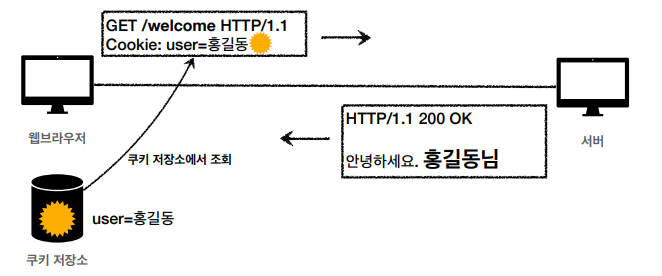 GET /welcome HTTP/1.1
Cookie: user=홍길동
웹브라우저
서버
HTTP/1.1 200 OK
안녕하세요. 홍길동님
쿠키 저장소에서 조회
user=홍길동
쿠키 저장소